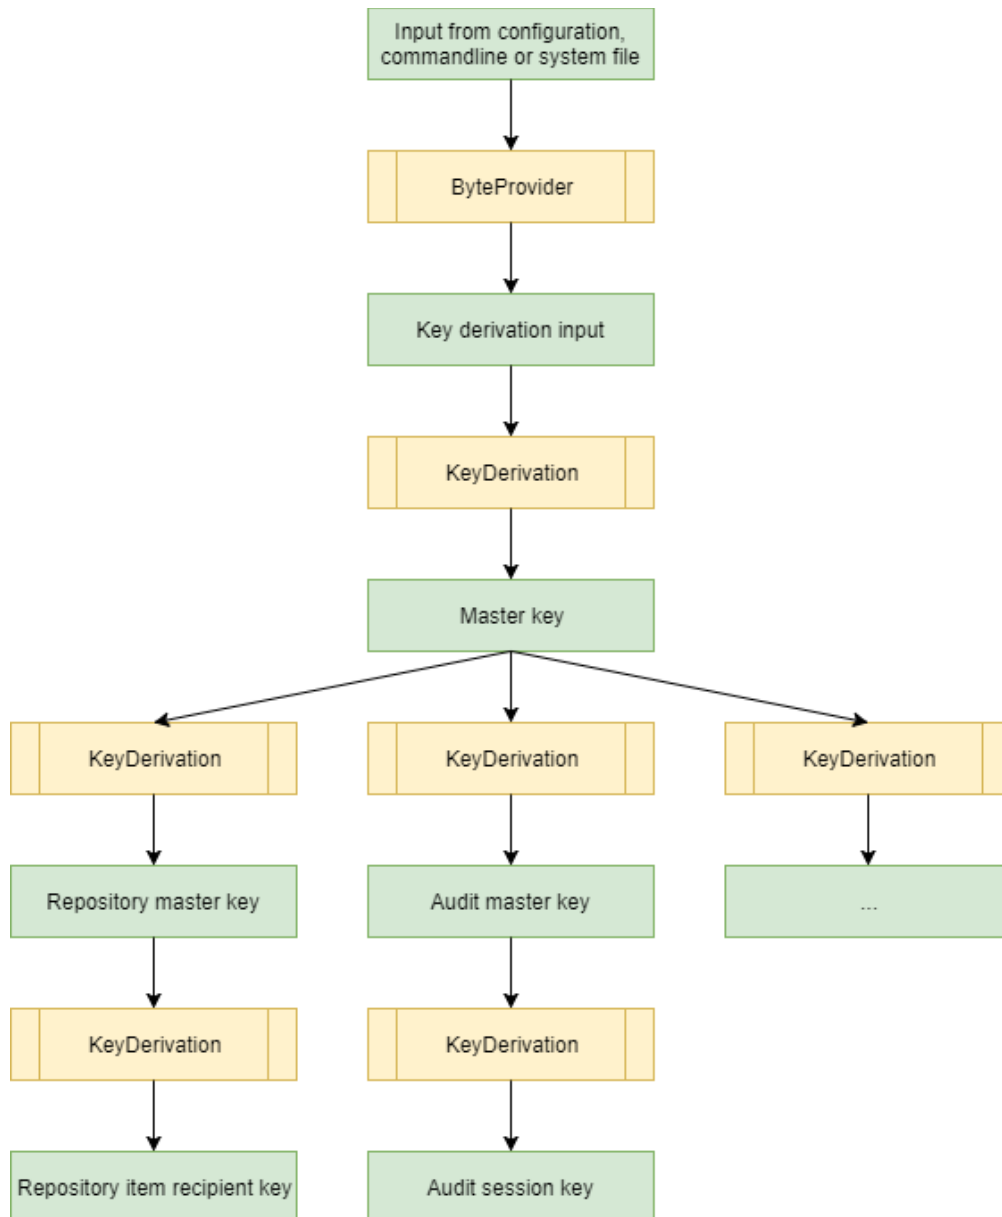 Input from configuration,
commandline or system file
ByteProvider
Key derivation input
KeyDerivation
Master key
KeyDerivation
KeyDerivation
KeyDerivation
Repository master key
Audit master key
...
KeyDerivation
KeyDerivation
Repository item recipient key
Audit session key